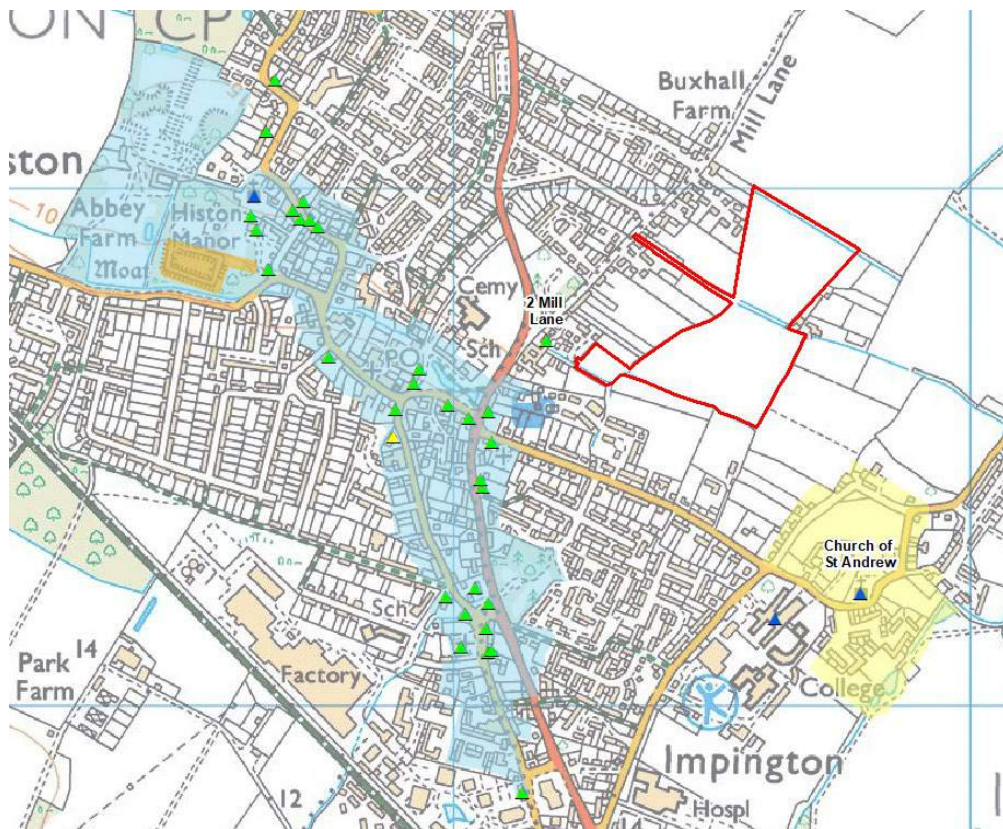 ON CP
Buxhall
Farm
Mill Lane
ston
10
Abbey
Farm
Histon
Manor
Moat
Cemy
2 Mill
Lane
Sch
PO
Church of
St Andrew
Sch
Park
Farm
14
Factory
College
Impington
12
Hospl
14